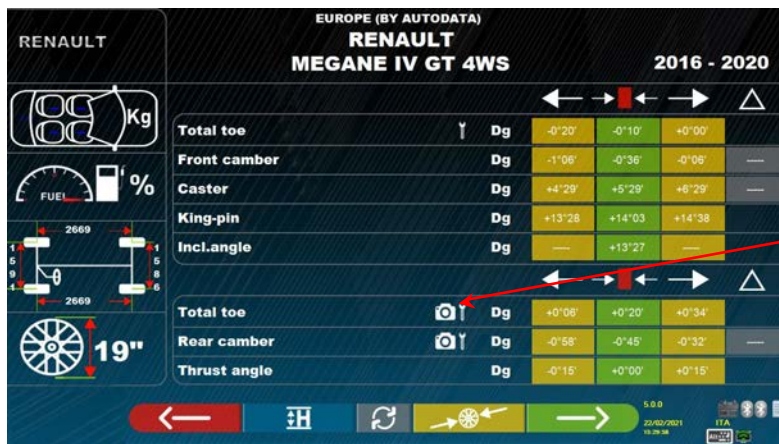 RENAULT
EUROPE (BY AUTODATA)
RENAULT
MEGANE IV GT 4WS
2016 - 2020
Kg
Total toe Dg -0°20' -0°10' +0°00'
Front camber Dg -1°06' -0°36' -0°06' ----
Caster Dg +4°29' +5°29' +6°29' ----
King-pin Dg +13°28 +14°03 +14°38
Incl.angle Dg ---- +13°27 ----
FUEL %
2669
1591
1586
2669
Total toe Dg +0°06' +0°20' +0°34'
Rear camber Dg -0°58' -0°45' -0°32' ----
Thrust angle Dg -0°15' +0°00' +0°15'
19"
H
5.0.0
22/02/2021
ITA